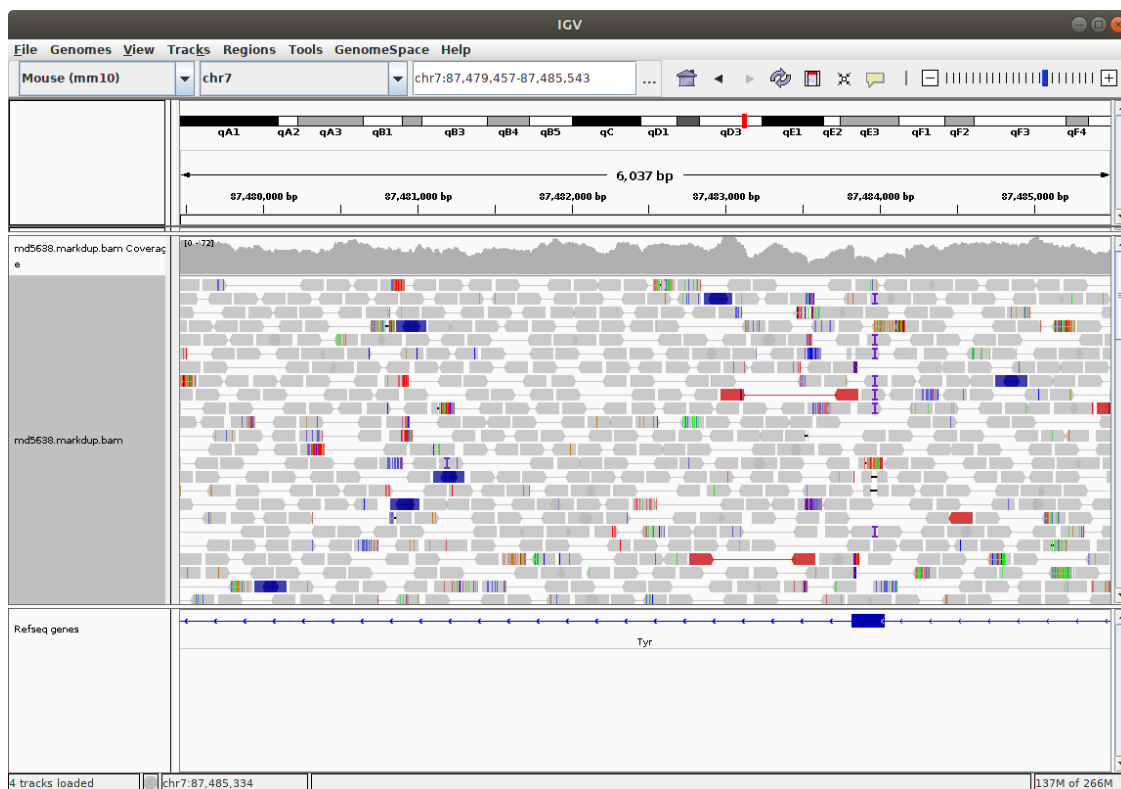 IGV
File Genomes View Tracks Regions Tools GenomeSpace Help
Mouse (mm10) chr7 chr7:87,479,457-87,485,543 ...
qA1 qA2 qA3 qB1 qB3 qB4 qB5 qC qD1 qD3 qE1 qE2 qE3 qF1 qF2 qF3 qF4
6,037 bp
87,480,000 bp 87,481,000 bp 87,482,000 bp 87,483,000 bp 87,484,000 bp 87,485,000 bp
md5638.markdup.bam Coverag
e
[0 - 72]
md5638.markdup.bam
Refseq genes
Tyr
4 tracks loaded chr7:87,485,334 137M of 266M